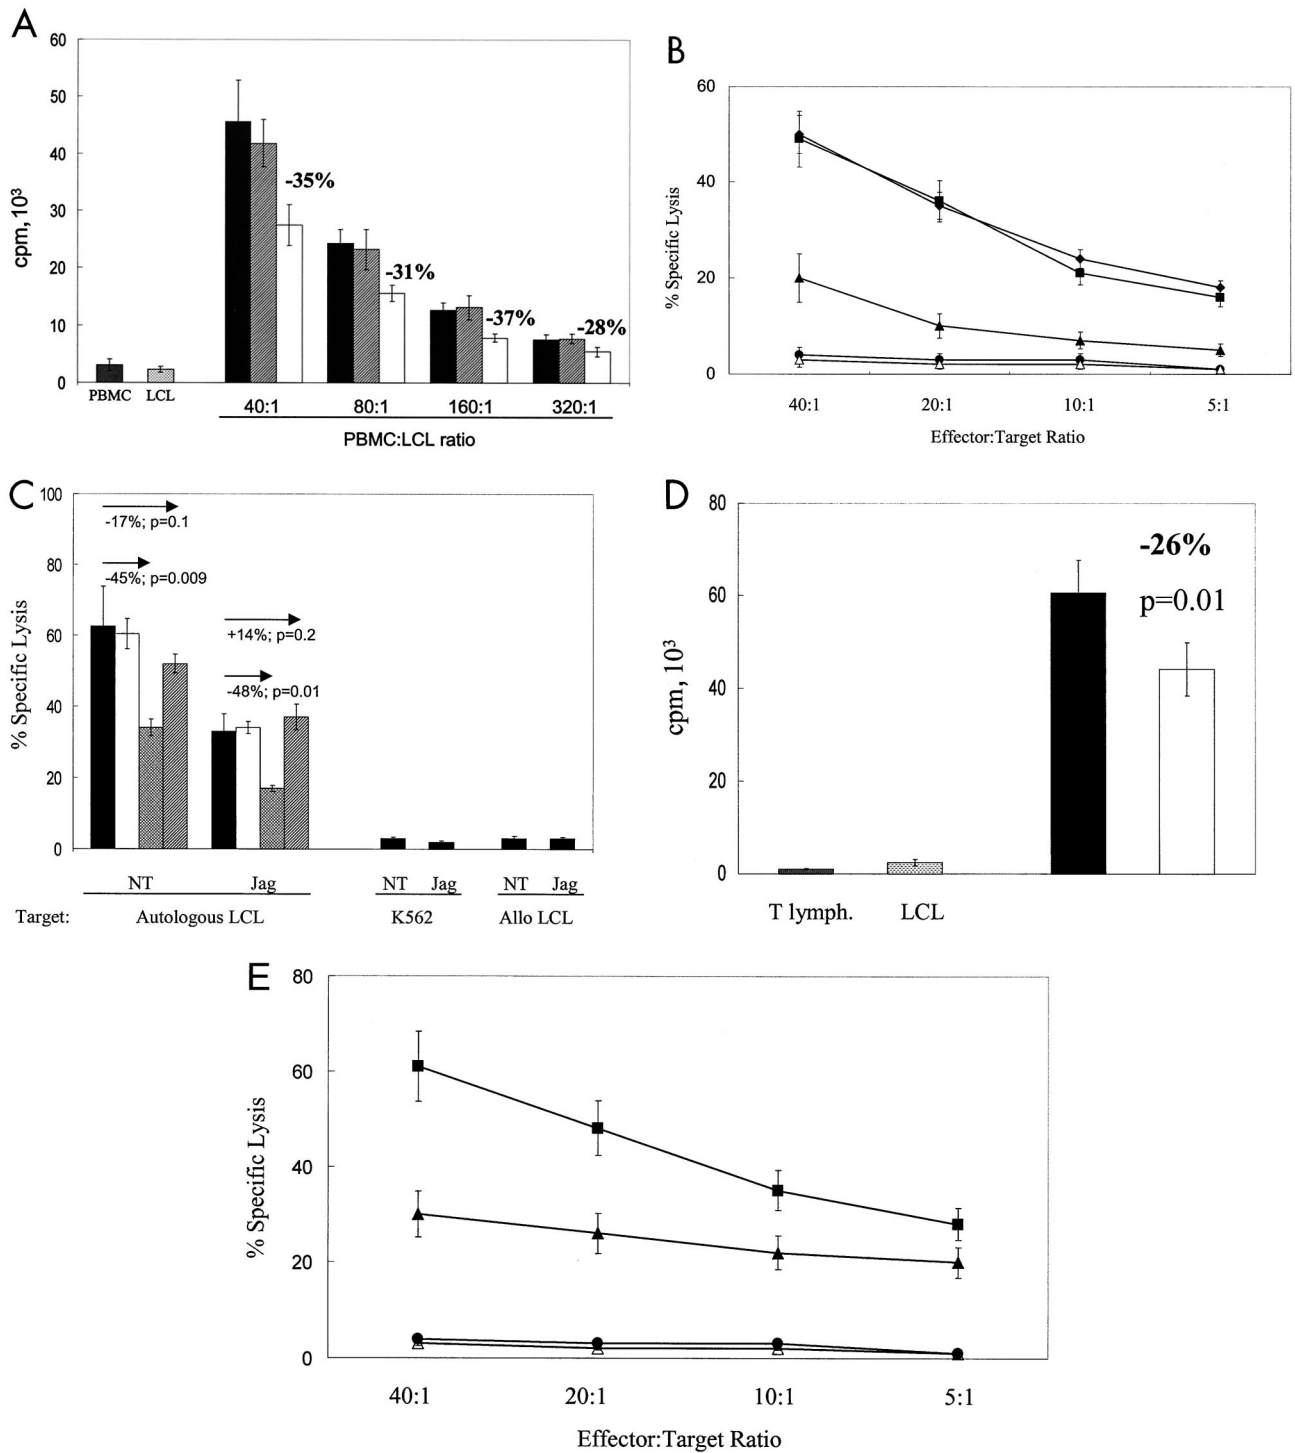 A
60
50
40
30
20
10
0
cpm, 10³
-35%
-31%
-37%
-28%
PBMC LCL
40:1 80:1 160:1 320:1
PBMC:LCL ratio
B
60
40
20
0
% Specific Lysis
40:1 20:1 10:1 5:1
Effector:Target Ratio
C
100
80
60
40
20
0
% Specific Lysis
-17%; p=0.1
-45%; p=0.009
+14%; p=0.2
-48%; p=0.01
NT Jag NT Jag NT Jag
Target: Autologous LCL K562 Allo LCL
D
80
60
40
20
0
cpm, 10³
-26%
p=0.01
T lymph. LCL
E
80
60
40
20
0
% Specific Lysis
40:1 20:1 10:1 5:1
Effector:Target Ratio